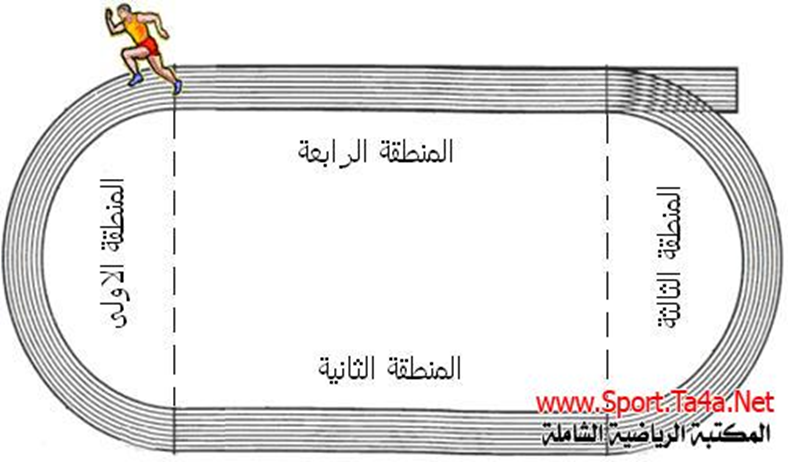 المنطقة الرابعة
المنطقة الاولى
المنطقة الثالثة
المنطقة الثانية
www.Sport.Ta4a.Net
المكتبة الرياضية الشاملة